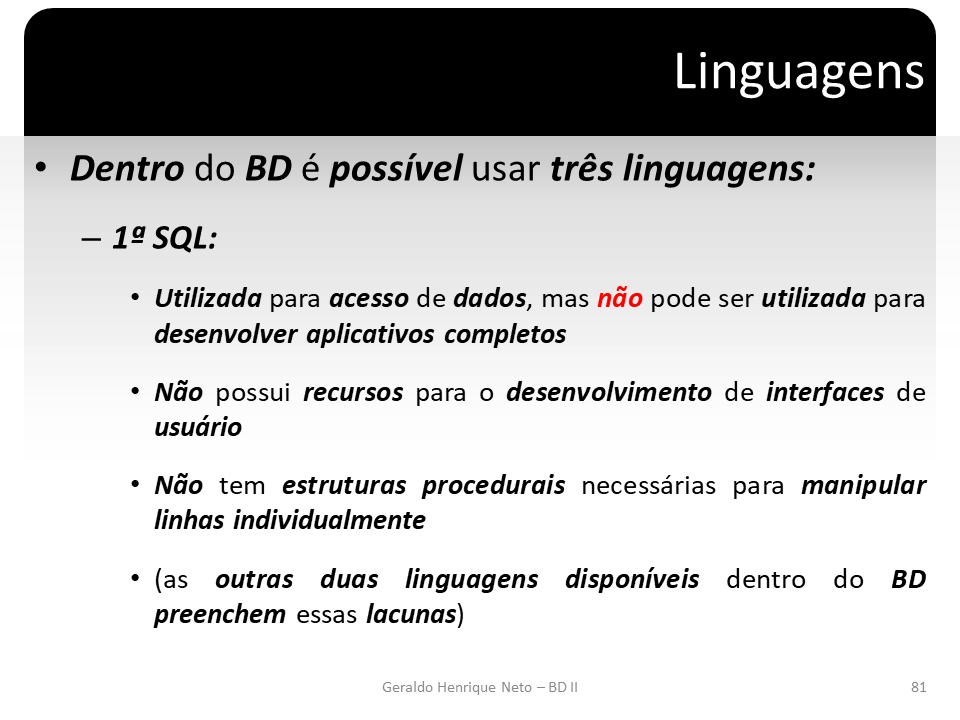 Linguagens
• Dentro do BD é possível usar três linguagens:
– 1ª SQL:
• Utilizada para acesso de dados, mas não pode ser utilizada para
desenvolver aplicativos completos
• Não possui recursos para o desenvolvimento de interfaces de
usuário
• Não tem estruturas procedurais necessárias para manipular
linhas individualmente
• (as outras duas linguagens disponíveis dentro do BD
preenchem essas lacunas)
Geraldo Henrique Neto – BD II 81